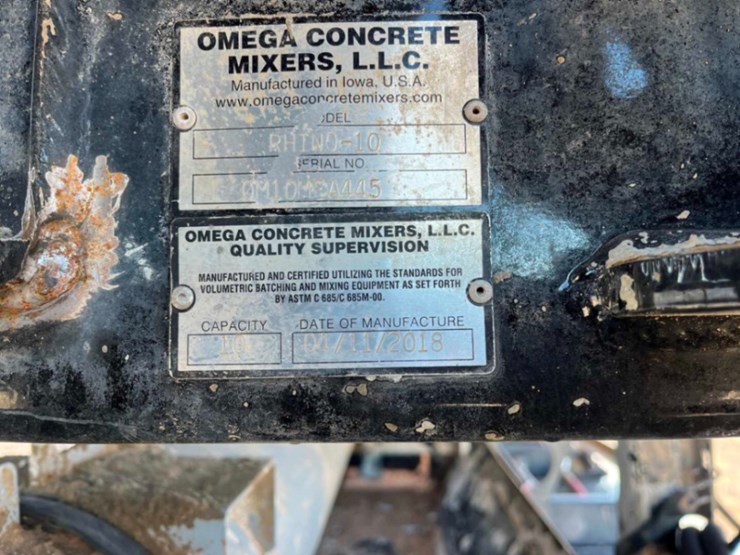 OMEGA CONCRETE
MIXERS, L.L.C.
Manufactured in Iowa, U.S.A.
www.omegaconcretemixers.com
ODEL
RHINO-10
SERIAL NO.
OMEGA CONCRETE MIXERS, L.L.C.
QUALITY SUPERVISION
MANUFACTURED AND CERTIFIED UTILIZING THE STANDARDS FOR
VOLUMETRIC BATCHING AND MIXING EQUIPMENT AS SET FORTH
BY ASTM C 685/C 685M-00.
CAPACITY DATE OF MANUFACTURE
10 04/11/2018